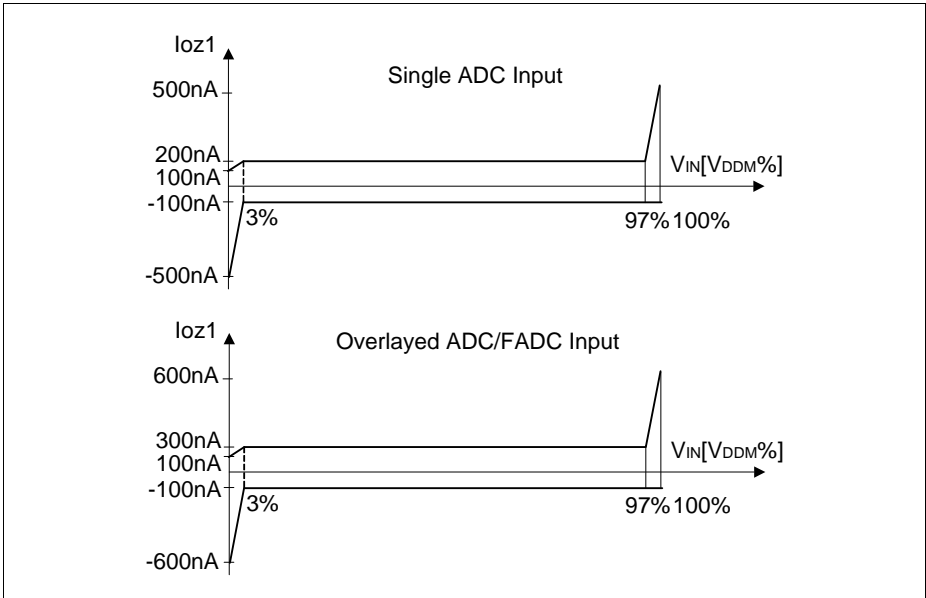 Ioz1
Single ADC Input
500nA
200nA
VIN[VDDM%]
100nA
-100nA
3%
97% 100%
-500nA
Ioz1
Overlayed ADC/FADC Input
600nA
300nA
VIN[VDDM%]
100nA
-100nA
3%
97% 100%
-600nA